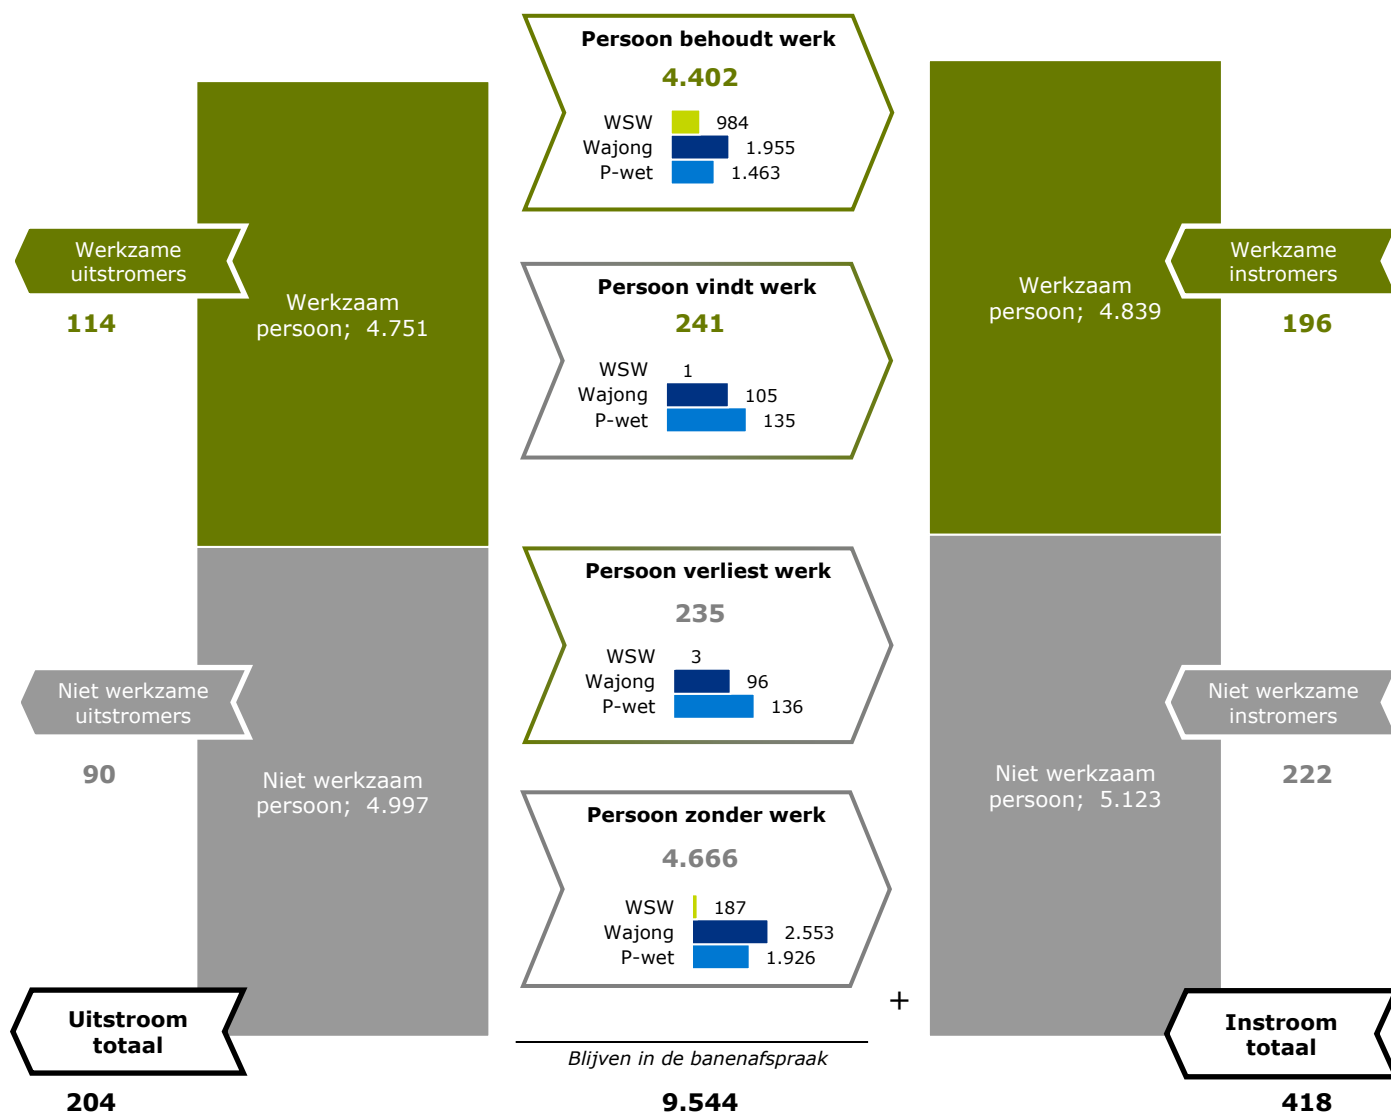 Persoon behoudt werk
4.402
WSW 984
Wajong 1.955
P-wet 1.463
Werkzame
uitstromers
114
Werkzaam
persoon; 4.751
Persoon vindt werk
241
WSW 1
Wajong 105
P-wet 135
Werkzaam
persoon; 4.839
Werkzame
instromers
196
Persoon verliest werk
235
WSW 3
Wajong 96
P-wet 136
Niet werkzame
uitstromers
90
Niet werkzaam
persoon; 4.997
Persoon zonder werk
4.666
WSW 187
Wajong 2.553
P-wet 1.926
Niet werkzaam
persoon; 5.123
Niet werkzame
instromers
222
+
Uitstroom
totaal
204
Blijven in de banenafspraak
9.544
Instroom
totaal
418